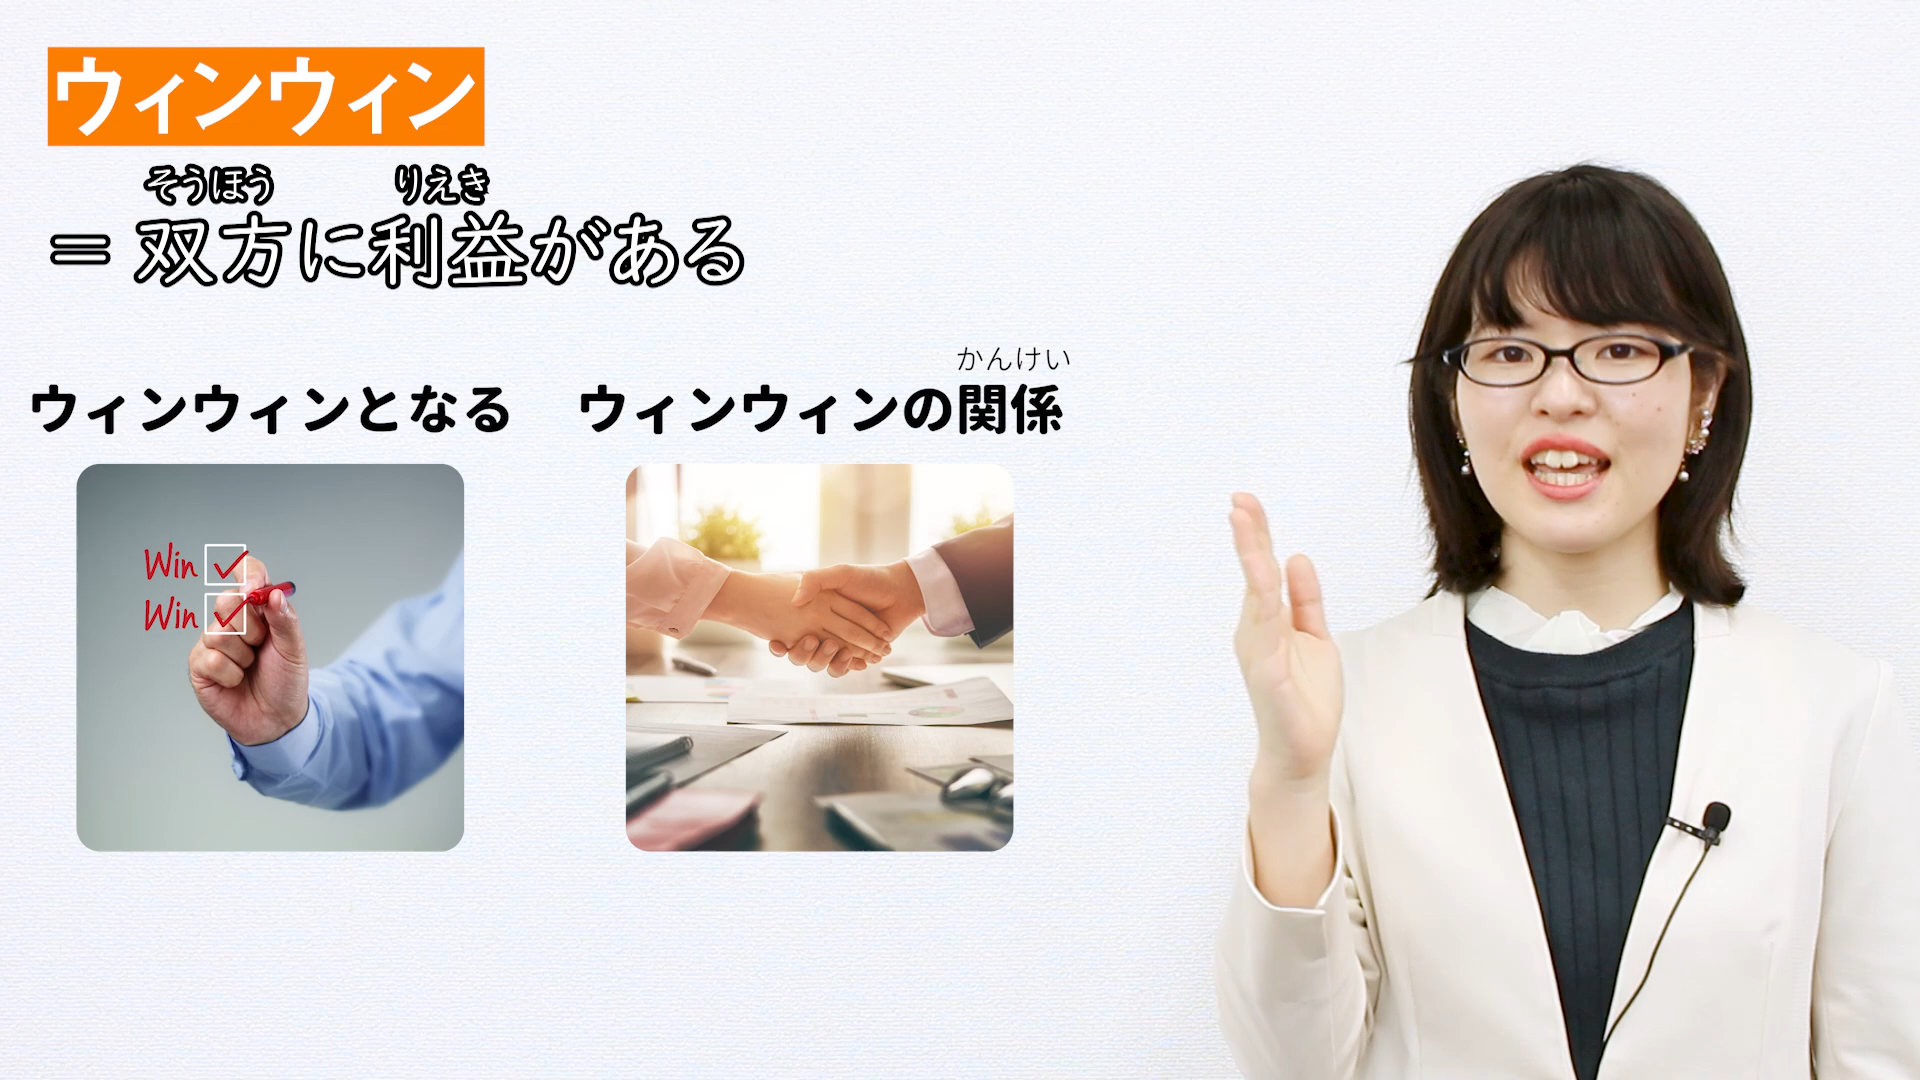 ウィンウィン
そうほう りえき
= 双方に利益がある
かんけい
ウィンウィンとなる ウィンウィンの関係
Win
Win